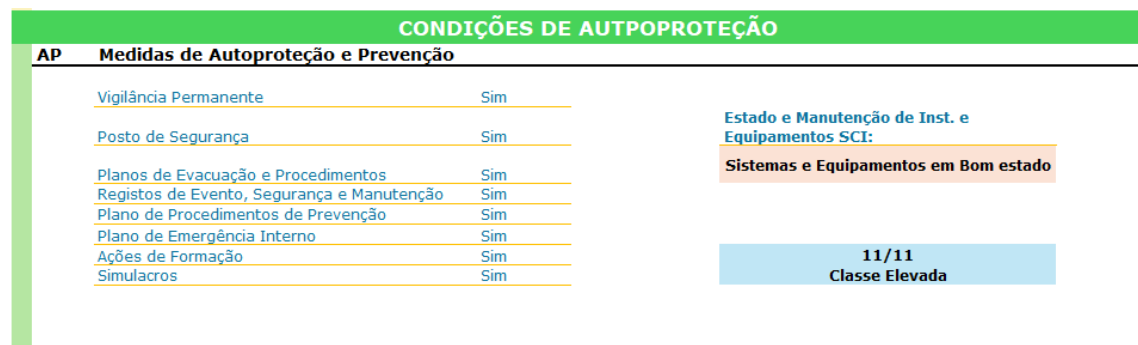 CONDIÇÕES DE AUTPOPROTEÇÃO
AP Medidas de Autoproteção e Prevenção
Vigilância Permanente Sim
Posto de Segurança Sim
Planos de Evacuação e Procedimentos Sim
Registos de Evento, Segurança e Manutenção Sim
Plano de Procedimentos de Prevenção Sim
Plano de Emergência Interno Sim
Ações de Formação Sim
Simulacros Sim
Estado e Manutenção de Inst. e
Equipamentos SCI:
Sistemas e Equipamentos em Bom estado
11/11
Classe Elevada